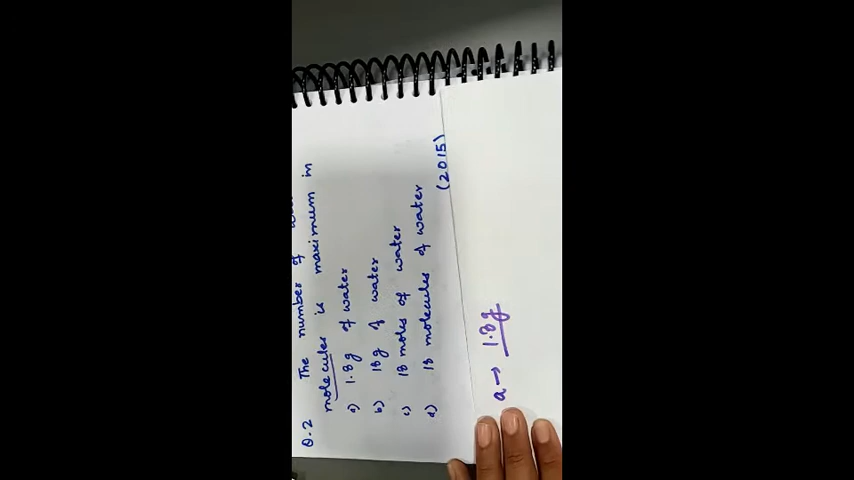 Q.2 The number of
molecules is maximum in
a) 1.8g of water
b) 18g of water
c) 18 moles of water
d) 18 molecules of water
(2015)
a → 1.8g